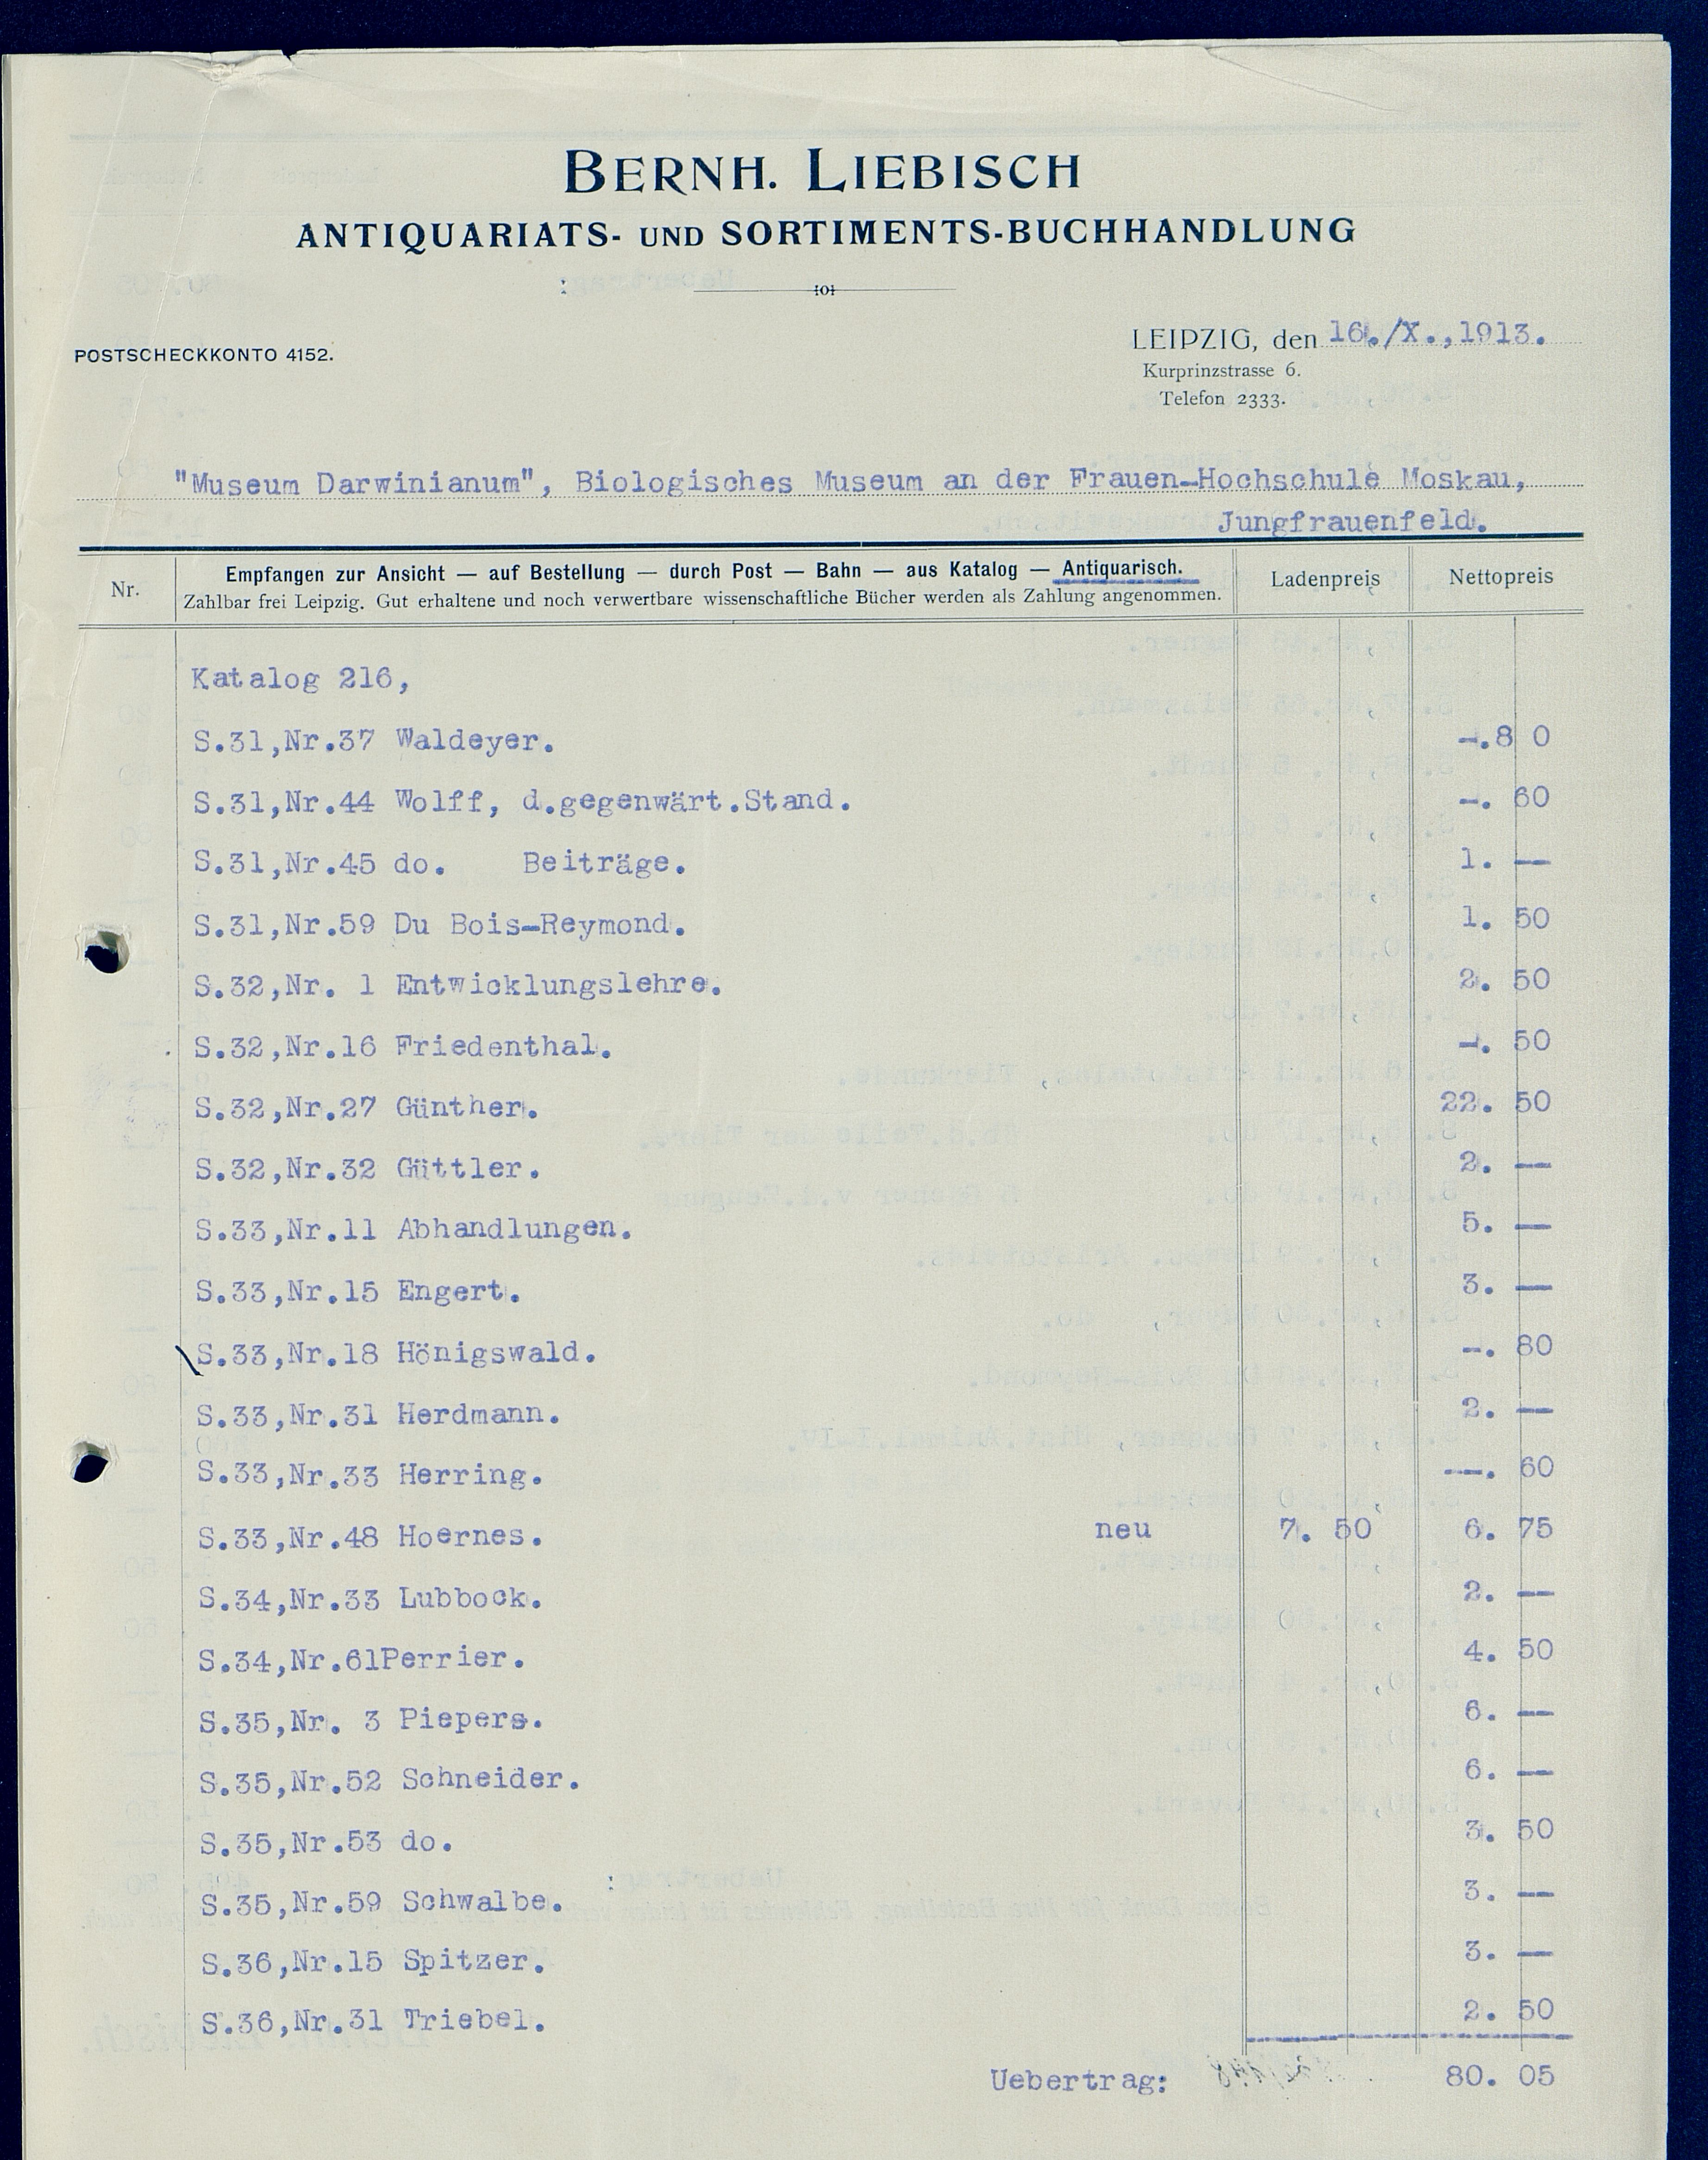 BERNH. LIEBISCH
ANTIQUARIATS- UND SORTIMENTS-BUCHHANDLUNG
POSTSCHECKKONTO 4152.
LEIPZIG, den 16./X.,1913.
Kurprinzstrasse 6.
Telefon 2333.
"Museum Darwinianum", Biologisches Museum an der Frauen-Hochschule Moskau,
Jungfrauenfeld.
Nr. Empfangen zur Ansicht — auf Bestellung — durch Post — Bahn — aus Katalog — Antiquarisch. Ladenpreis Nettopreis
Zahlbar frei Leipzig. Gut erhaltene und noch verwertbare wissenschaftliche Bücher werden als Zahlung angenommen.
Katalog 216,
S.31,Nr.37 Waldeyer. -.80
S.31,Nr.44 Wolff, d.gegenwärt.Stand. -. 60
S.31,Nr.45 do. Beiträge. 1. —
S.31,Nr.59 Du Bois-Reymond. 1. 50
S.32,Nr. 1 Entwicklungslehre. 2. 50
S.32,Nr.16 Friedenthal. -. 50
S.32,Nr.27 Günther. 22. 50
S.32,Nr.32 Güttler. 2. —
S.33,Nr.11 Abhandlungen. 5. —
S.33,Nr.15 Engert. 3. —
S.33,Nr.18 Hönigswald. -. 80
S.33,Nr.31 Herdmann. 2. —
S.33,Nr.33 Herring. —. 60
S.33,Nr.48 Hoernes. neu 7. 50 6. 75
S.34,Nr.33 Lubbock. 2. —
S.34,Nr.61Perrier. 4. 50
S.35,Nr. 3 Piepers. 6. —
S.35,Nr.52 Schneider. 6. —
S.35,Nr.53 do. 3. 50
S.35,Nr.59 Schwalbe. 3. —
S.36,Nr.15 Spitzer. 3. —
S.36,Nr.31 Triebel. 2. 50
Uebertrag: 80. 05